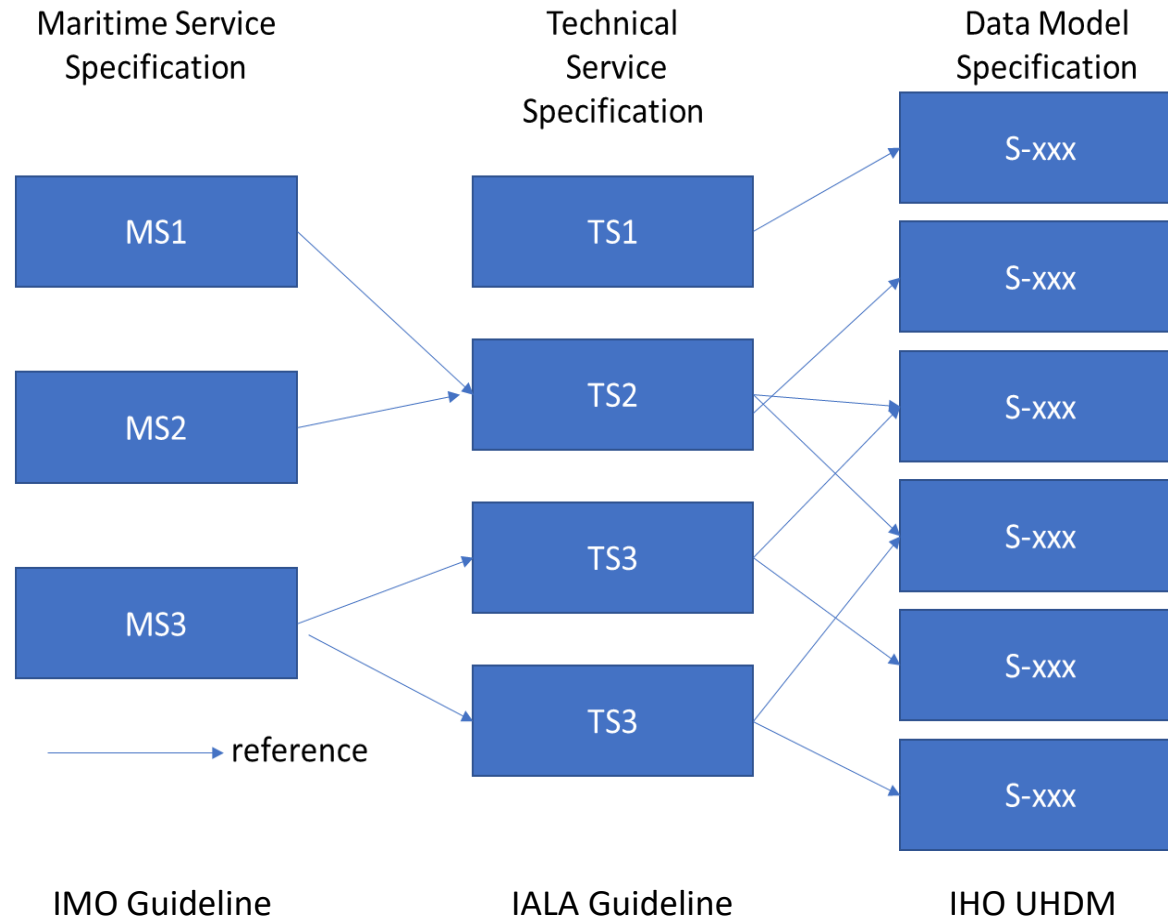 Maritime Service
Specification
Technical
Service
Specification
Data Model
Specification
MS1
MS2
MS3
TS1
TS2
TS3
TS3
S-xxx
S-xxx
S-xxx
S-xxx
S-xxx
S-xxx
reference
IMO Guideline
IALA Guideline
IHO UHDM